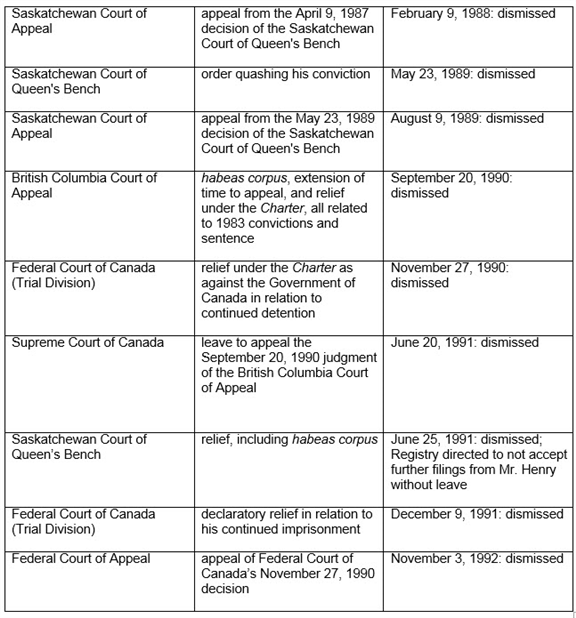 Saskatchewan Court of
Appeal
appeal from the April 9, 1987
decision of the Saskatchewan
Court of Queen's Bench
February 9, 1988: dismissed
Saskatchewan Court of
Queen's Bench
order quashing his conviction
May 23, 1989: dismissed
Saskatchewan Court of
Appeal
appeal from the May 23, 1989
decision of the Saskatchewan
Court of Queen's Bench
August 9, 1989: dismissed
British Columbia Court of
Appeal
habeas corpus, extension of
time to appeal, and relief
under the Charter, all related
to 1983 convictions and
sentence
September 20, 1990:
dismissed
Federal Court of Canada
(Trial Division)
relief under the Charter as
against the Government of
Canada in relation to
continued detention
November 27, 1990:
dismissed
Supreme Court of Canada
leave to appeal the
September 20, 1990 judgment
of the British Columbia Court
of Appeal
June 20, 1991: dismissed
Saskatchewan Court of
Queen’s Bench
relief, including habeas corpus
June 25, 1991: dismissed;
Registry directed to not accept
further filings from Mr. Henry
without leave
Federal Court of Canada
(Trial Division)
declaratory relief in relation to
his continued imprisonment
December 9, 1991: dismissed
Federal Court of Appeal
appeal of Federal Court of
Canada’s November 27, 1990
decision
November 3, 1992: dismissed